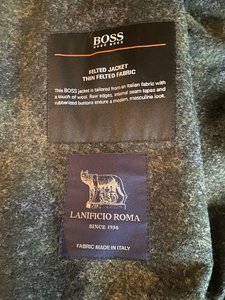 BOSS
HUGO BOSS
FELTED JACKET
THIN FELTED FABRIC
This BOSS jacket is tailored from an Italian fabric with
a touch of wool. Raw edges, internal seam tapes and
rubberized buttons ensure a modern, masculine look.
LANIFICIO ROMA
SINCE 1956
FABRIC MADE IN ITALY